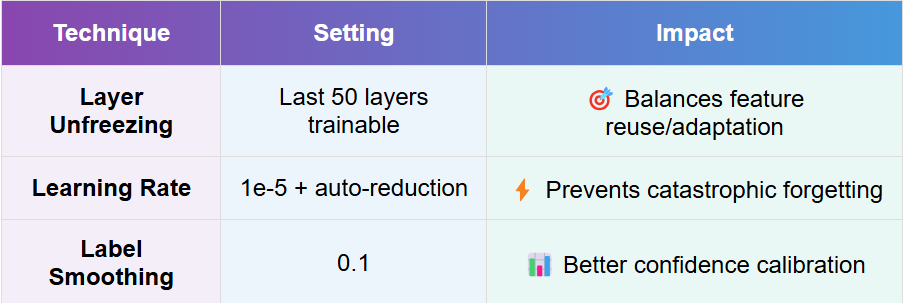 Technique Setting Impact
Layer Unfreezing Last 50 layers trainable 🎯 Balances feature reuse/adaptation
Learning Rate 1e-5 + auto-reduction ⚡ Prevents catastrophic forgetting
Label Smoothing 0.1 📊 Better confidence calibration